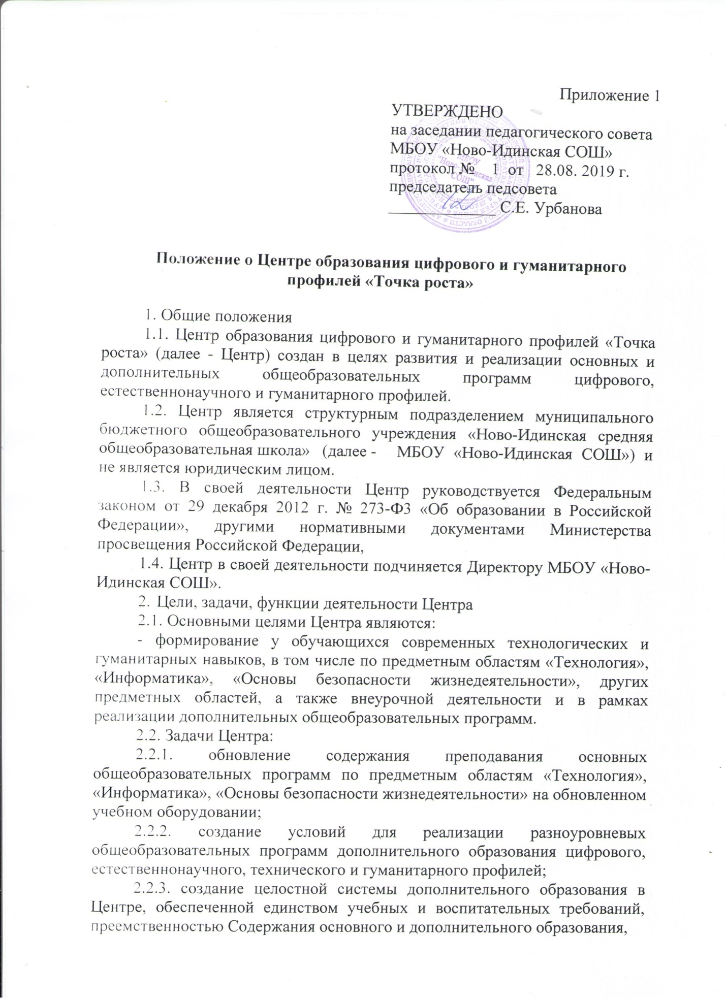 Приложение 1
УТВЕРЖДЕНО
на заседании педагогического совета
МБОУ «Ново-Идинская СОШ»
протокол № 1 от 28.08. 2019 г.
председатель педсовета
______________ С.Е. Урбанова
МБОУ
"Ново-Идинская
СОШ"
Положение о Центре образования цифрового и гуманитарного
профилей «Точка роста»
1. Общие положения
1.1. Центр образования цифрового и гуманитарного профилей «Точка
роста» (далее - Центр) создан в целях развития и реализации основных и
дополнительных общеобразовательных программ цифрового,
естественнонаучного и гуманитарного профилей.
1.2. Центр является структурным подразделением муниципального
бюджетного общеобразовательного учреждения «Ново-Идинская средняя
общеобразовательная школа» (далее - МБОУ «Ново-Идинская СОШ») и
не является юридическим лицом.
1.3. В своей деятельности Центр руководствуется Федеральным
законом от 29 декабря 2012 г. № 273-ФЗ «Об образовании в Российской
Федерации», другими нормативными документами Министерства
просвещения Российской Федерации,
1.4. Центр в своей деятельности подчиняется Директору МБОУ «Ново-
Идинская СОШ».
2. Цели, задачи, функции деятельности Центра
2.1. Основными целями Центра являются:
- формирование у обучающихся современных технологических и
гуманитарных навыков, в том числе по предметным областям «Технология»,
«Информатика», «Основы безопасности жизнедеятельности», других
предметных областей, а также внеурочной деятельности и в рамках
реализации дополнительных общеобразовательных программ.
2.2. Задачи Центра:
2.2.1. обновление содержания преподавания основных
общеобразовательных программ по предметным областям «Технология»,
«Информатика», «Основы безопасности жизнедеятельности» на обновленном
учебном оборудовании;
2.2.2. создание условий для реализации разноуровневых
общеобразовательных программ дополнительного образования цифрового,
естественнонаучного, технического и гуманитарного профилей;
2.2.3. создание целостной системы дополнительного образования в
Центре, обеспеченной единством учебных и воспитательных требований,
преемственностью Содержания основного и дополнительного образования,